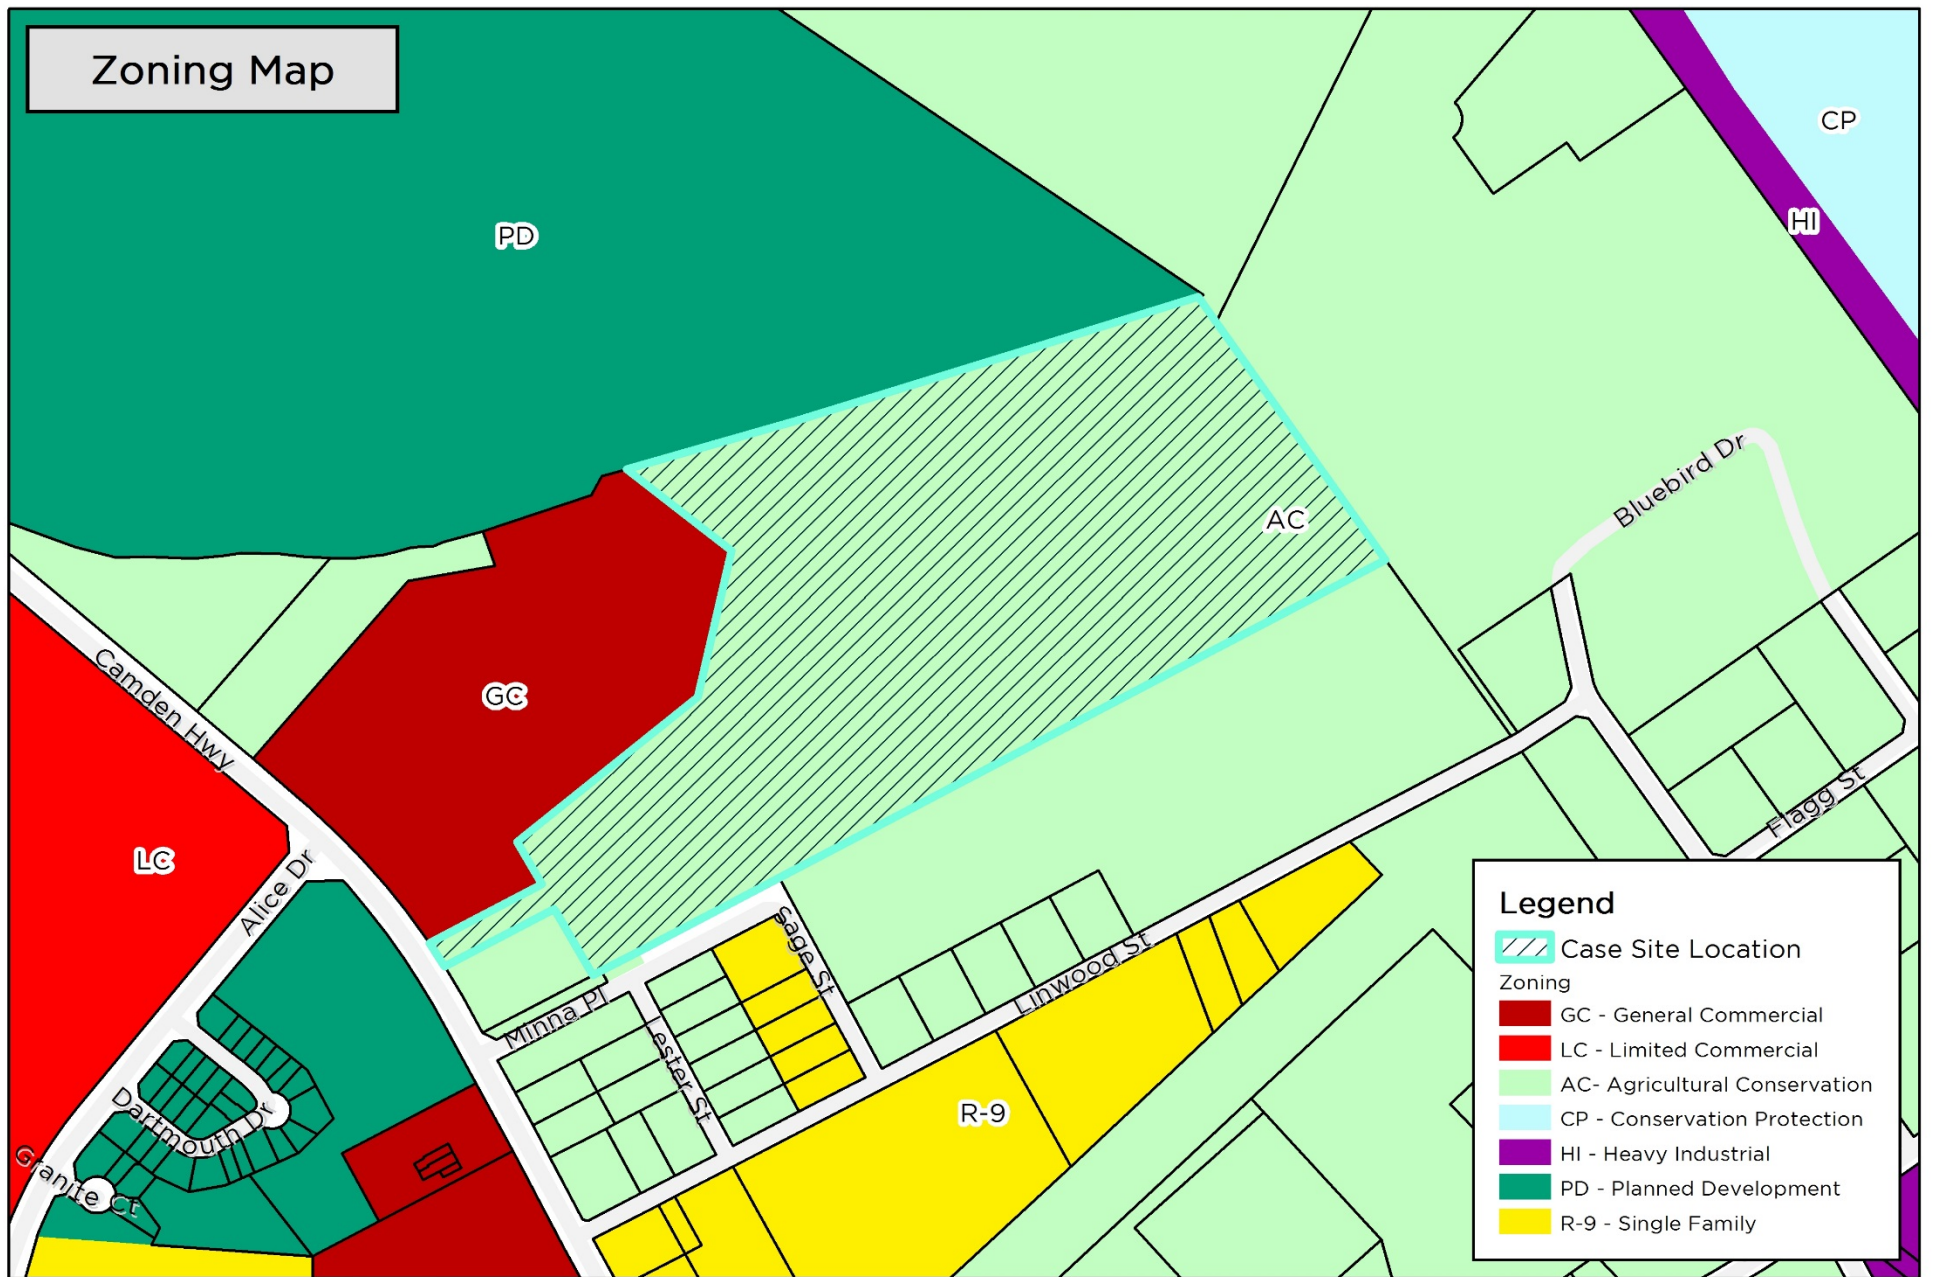 Zoning Map
CP
HI
PD
AC
Bluebird Dr
GC
Camden Hwy
Flagg St
LC
Alice Dr
Sage St
Linwood St
Minna Pl
Lester St
Dartmouth Dr
R-9
Granite Ct
Legend
Case Site Location
Zoning
GC - General Commercial
LC - Limited Commercial
AC- Agricultural Conservation
CP - Conservation Protection
HI - Heavy Industrial
PD - Planned Development
R-9 - Single Family